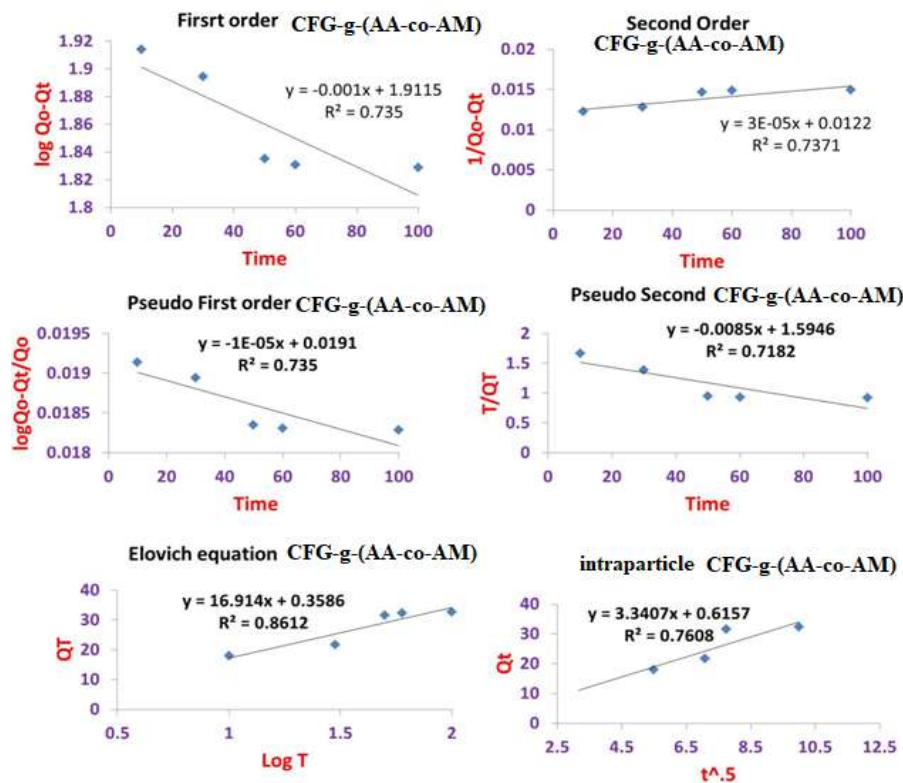 Firsrt order CFG-g-(AA-co-AM)
1.92
1.9
1.88
1.86
1.84
1.82
1.8
log Qo-Qt
y = -0.001x + 1.9115
R² = 0.735
0 20 40 60 80 100
Time
Second Order
CFG-g-(AA-co-AM)
0.02
0.015
0.01
0.005
0
1/Qo-Qt
y = 3E-05x + 0.0122
R² = 0.7371
0 20 40 60 80 100
Time
Pseudo First order CFG-g-(AA-co-AM)
0.0195
0.019
0.0185
0.018
logQo-Qt/Qo
y = -1E-05x + 0.0191
R² = 0.735
0 20 40 60 80 100
Time
Pseudo Second CFG-g-(AA-co-AM)
2
1.5
1
0.5
0
T/QT
y = -0.0085x + 1.5946
R² = 0.7182
0 20 40 60 80 100
Time
Elovich equation CFG-g-(AA-co-AM)
40
30
20
10
0
QT
y = 16.914x + 0.3586
R² = 0.8612
0.5 1 1.5 2
Log T
intraparticle CFG-g-(AA-co-AM)
40
30
20
10
0
Qt
y = 3.3407x + 0.6157
R² = 0.7608
2.5 4.5 6.5 8.5 10.5 12.5
t^.5